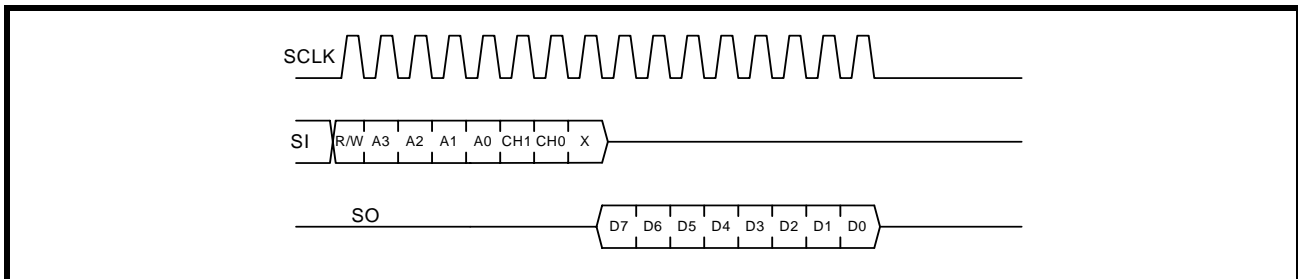 SCLK
SI R/W A3 A2 A1 A0 CH1 CH0 X
SO
D7 D6 D5 D4 D3 D2 D1 D0